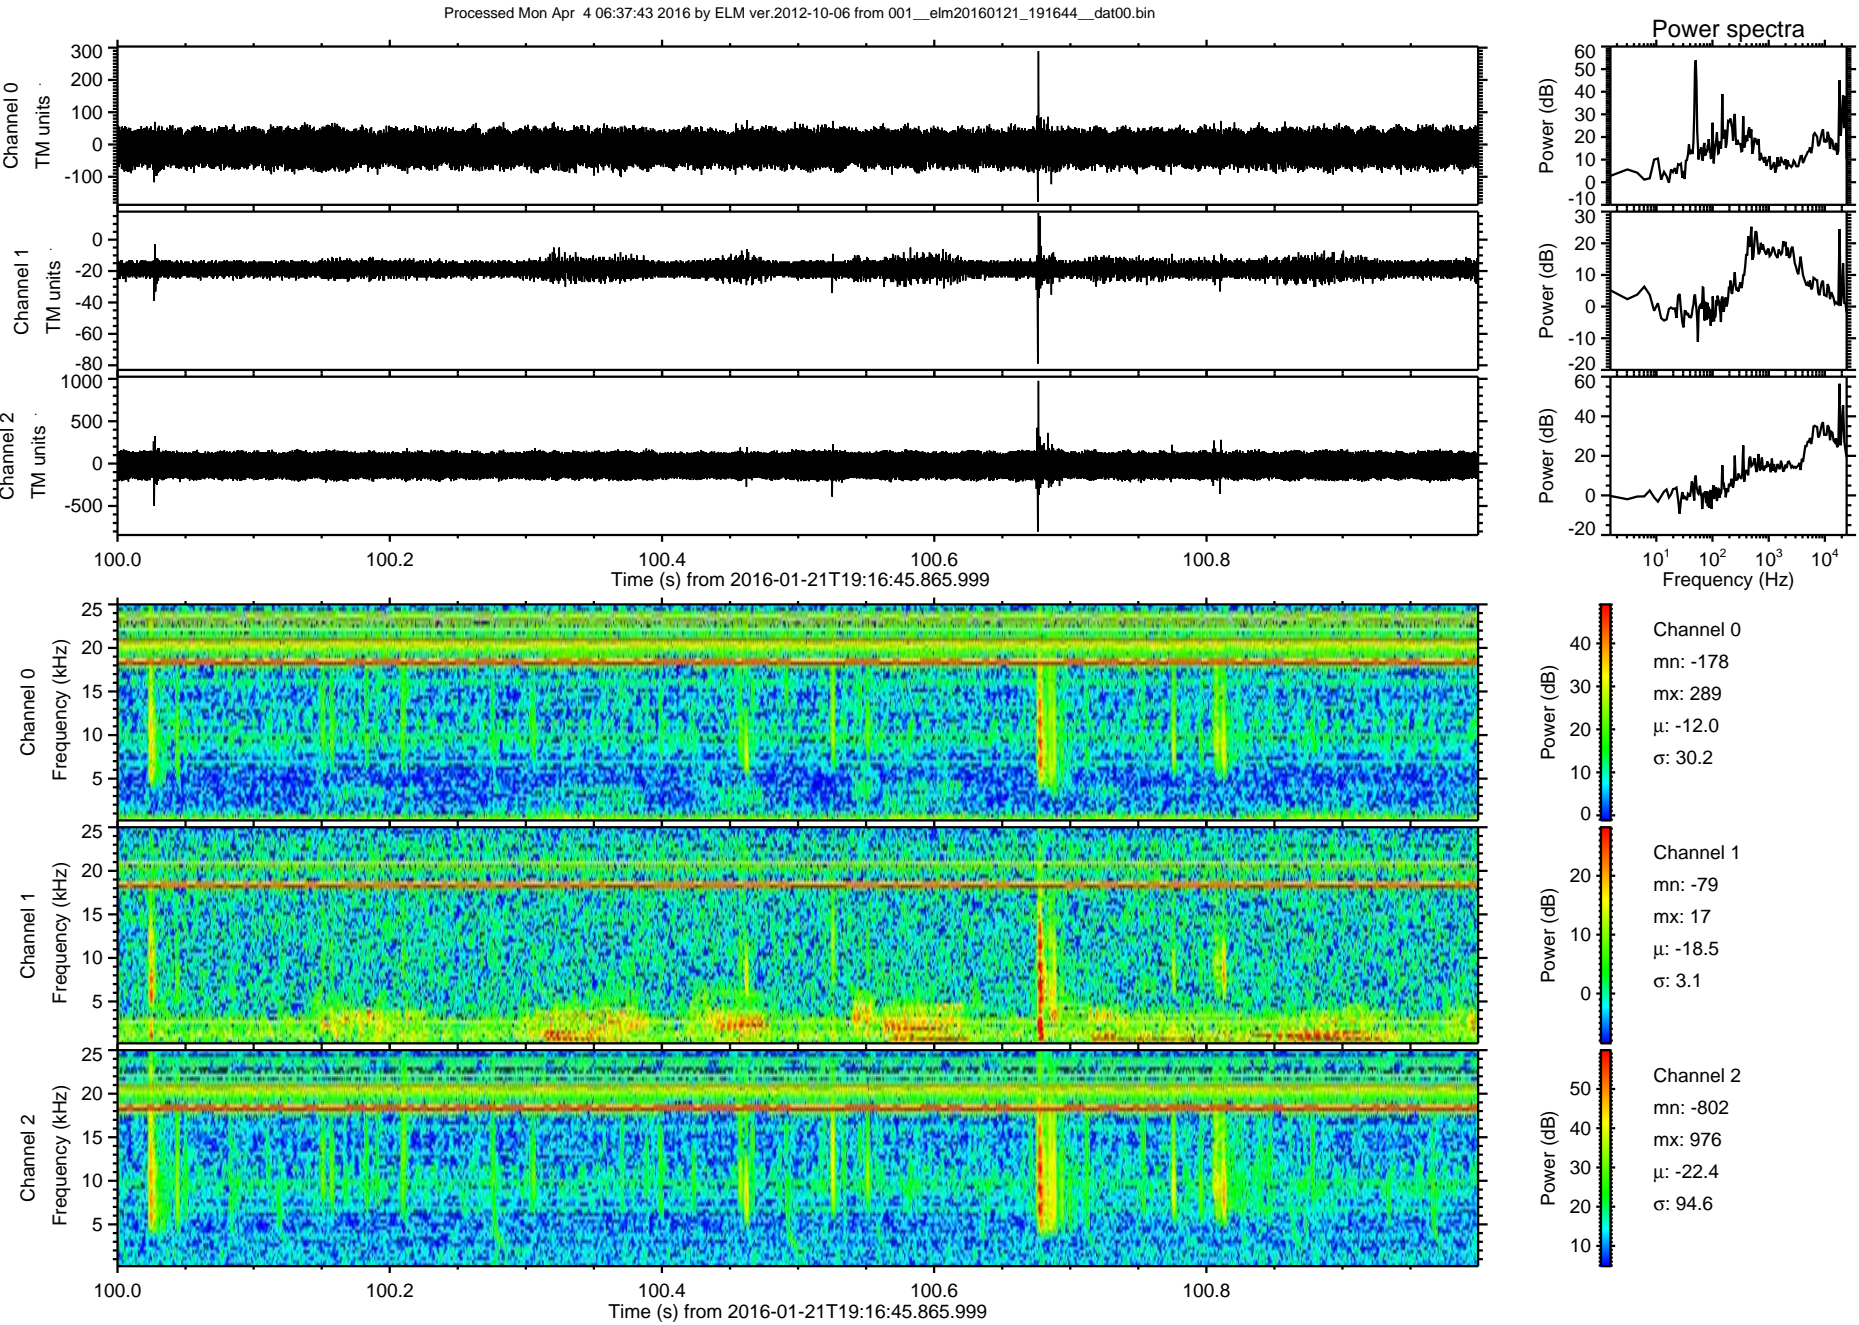 Processed Mon Apr  4 06:37:43 2016 by ELM ver.2012-10-06 from 001__elm20160121_191644__dat00.bin
Power spectra
Channel 0
TM units
300
200
100
0
-100
Power (dB)
60
50
40
30
20
10
0
-10
Channel 1
TM units
0
-20
-40
-60
-80
Power (dB)
30
20
10
0
-10
-20
Channel 2
TM units
1000
500
0
-500
Power (dB)
60
40
20
0
-20
100.0 100.2 100.4 100.6 100.8
Time (s) from 2016-01-21T19:16:45.865.999
10¹ 10² 10³ 10⁴
Frequency (Hz)
Channel 0
Frequency (kHz)
25
20
15
10
5
Power (dB)
40
30
20
10
0
Channel 0
mn: -178
mx: 289
μ: -12.0
σ: 30.2
Channel 1
Frequency (kHz)
25
20
15
10
5
Power (dB)
20
10
0
Channel 1
mn: -79
mx: 17
μ: -18.5
σ: 3.1
Channel 2
Frequency (kHz)
25
20
15
10
5
Power (dB)
50
40
30
20
10
Channel 2
mn: -802
mx: 976
μ: -22.4
σ: 94.6
100.0 100.2 100.4 100.6 100.8
Time (s) from 2016-01-21T19:16:45.865.999